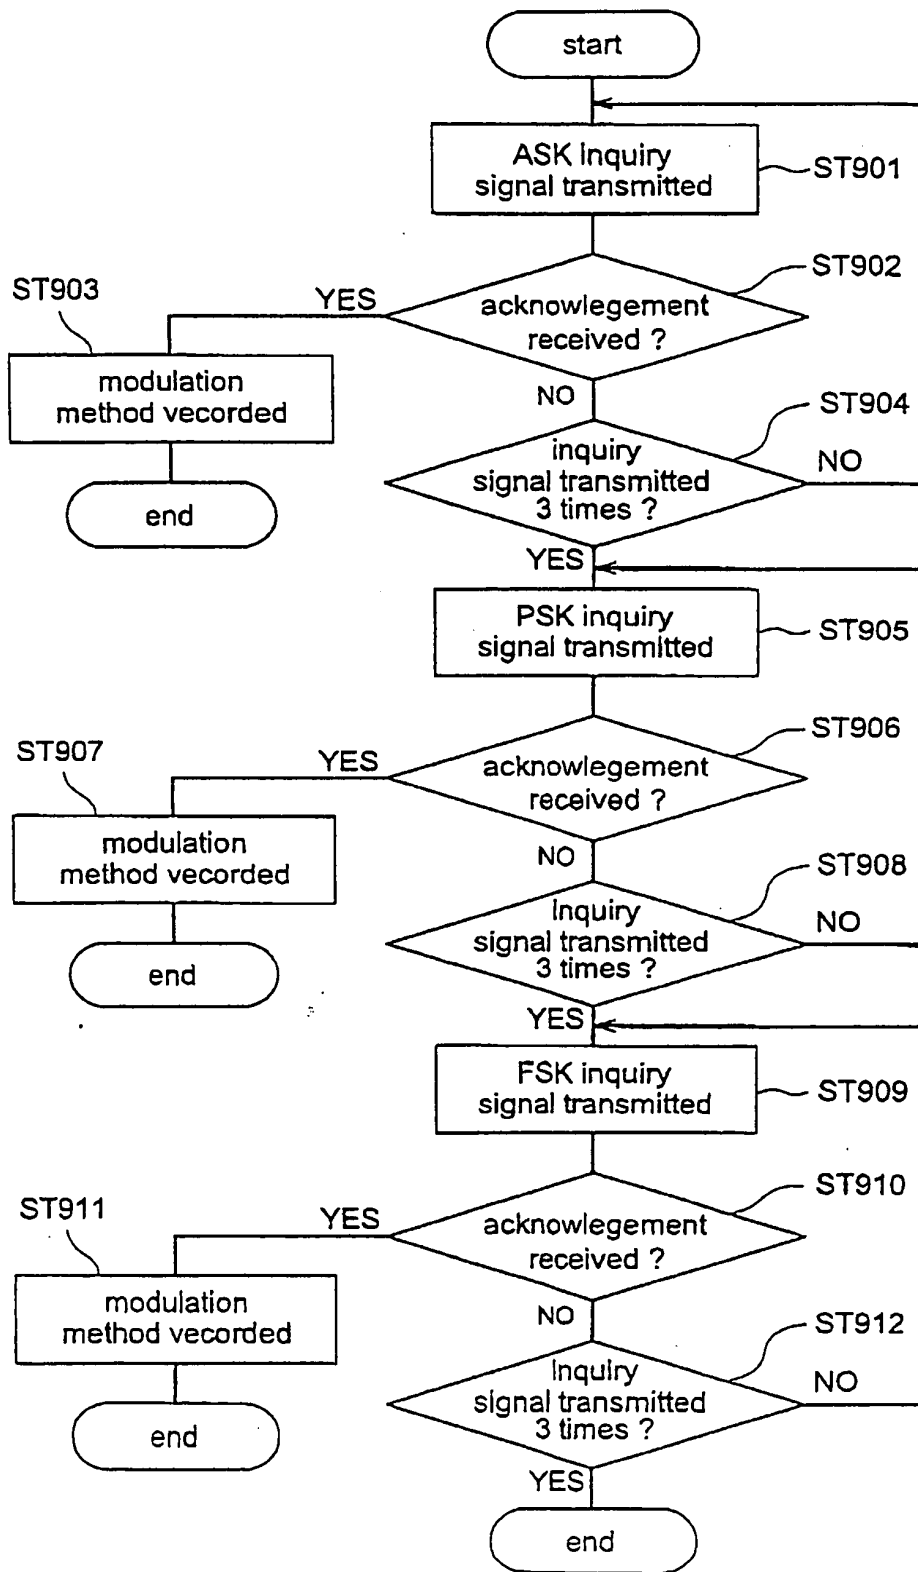 start
ASK inquiry
signal transmitted
ST901
ST902
acknowlegement
received ?
YES
ST903
modulation
method vecorded
end
NO
ST904
inquiry
signal transmitted
3 times ?
NO
YES
PSK inquiry
signal transmitted
ST905
ST906
acknowlegement
received ?
YES
ST907
modulation
method vecorded
end
NO
ST908
inquiry
signal transmitted
3 times ?
NO
YES
FSK inquiry
signal transmitted
ST909
ST910
acknowlegement
received ?
YES
ST911
modulation
method vecorded
end
NO
ST912
inquiry
signal transmitted
3 times ?
NO
YES
end